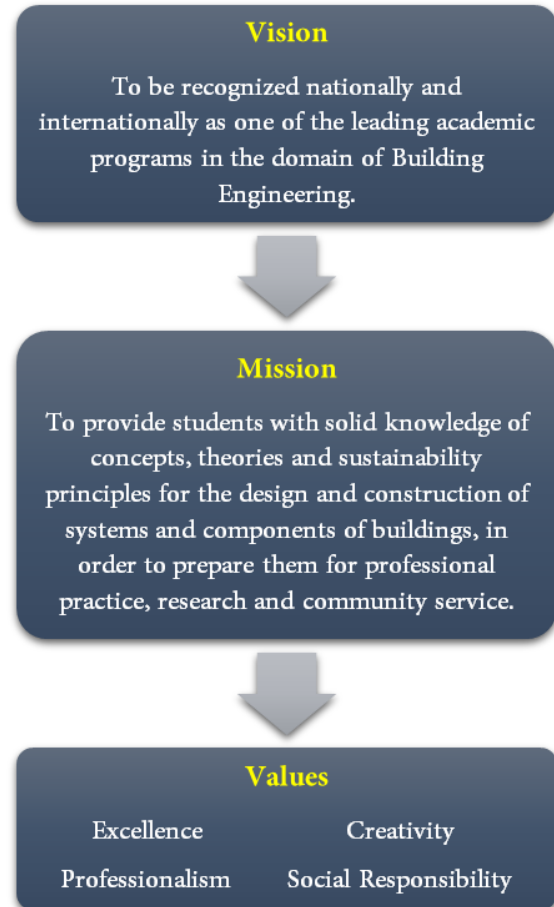 Vision
To be recognized nationally and
internationally as one of the leading academic
programs in the domain of Building
Engineering.
Mission
To provide students with solid knowledge of
concepts, theories and sustainability
principles for the design and construction of
systems and components of buildings, in
order to prepare them for professional
practice, research and community service.
Values
Excellence Creativity
Professionalism Social Responsibility